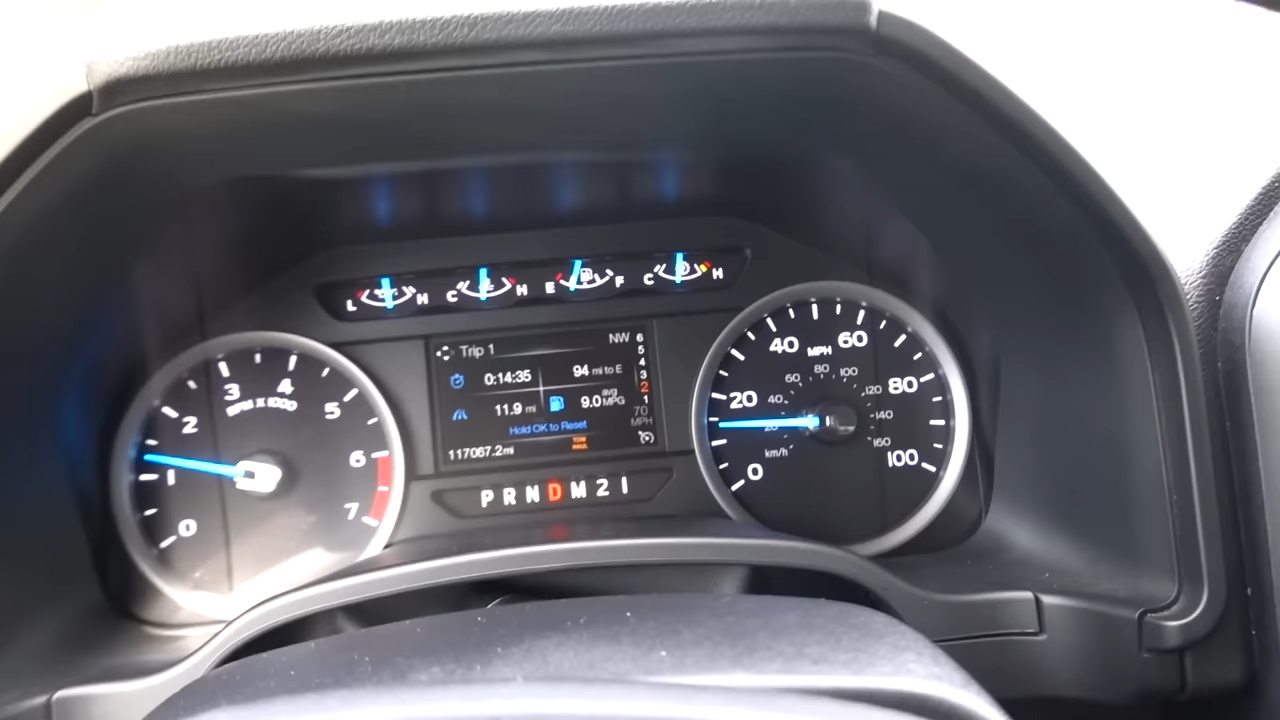 L H C H E F C H
Trip 1 NW
0:14:35 94 mi to E
11.9 mi 9.0 avg MPG
Hold OK to Reset
117067.2mi TOW HAUL
6
5
4
3
2
1
70
MPH
P R N D M 2 1
0 1 2 3 4 5 6 7
RPM X 1000
0 20 40 60 80 100
MPH
20 40 60 80 100 120 140 160
km/h